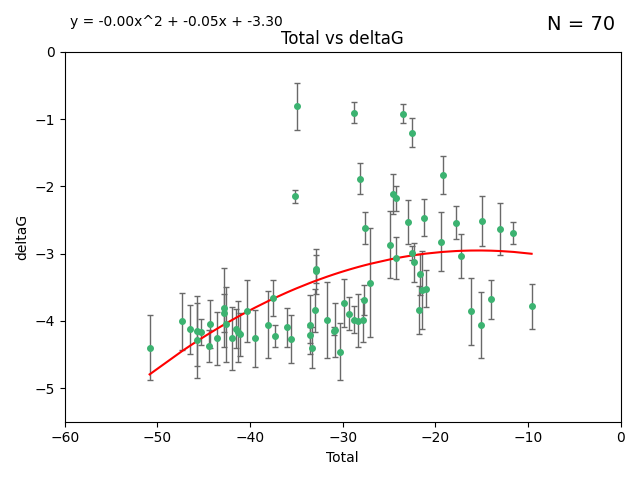 y = -0.00x^2 + -0.05x + -3.30
N = 70
Total vs deltaG
0
−1
−2
−3
−4
−5
deltaG
−60 −50 −40 −30 −20 −10 0
Total